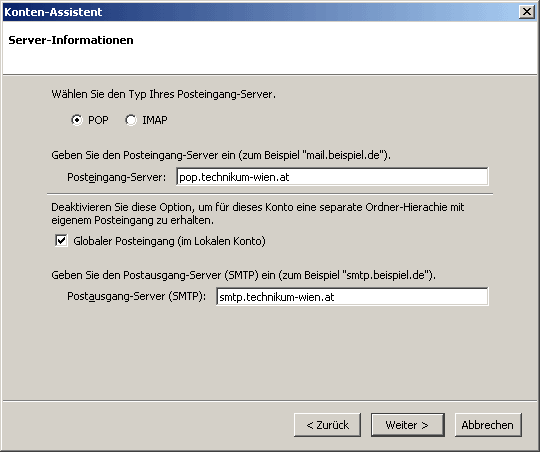 Konten-Assistent
Server-Informationen
Wählen Sie den Typ Ihres Posteingang-Server.
POP IMAP
Geben Sie den Posteingang-Server ein (zum Beispiel "mail.beispiel.de").
Posteingang-Server: pop.technikum-wien.at
Deaktivieren Sie diese Option, um für dieses Konto eine separate Ordner-Hierachie mit
eigenem Posteingang zu erhalten.
Globaler Posteingang (im Lokalen Konto)
Geben Sie den Postausgang-Server (SMTP) ein (zum Beispiel "smtp.beispiel.de").
Postausgang-Server (SMTP): smtp.technikum-wien.at
< Zurück Weiter > Abbrechen